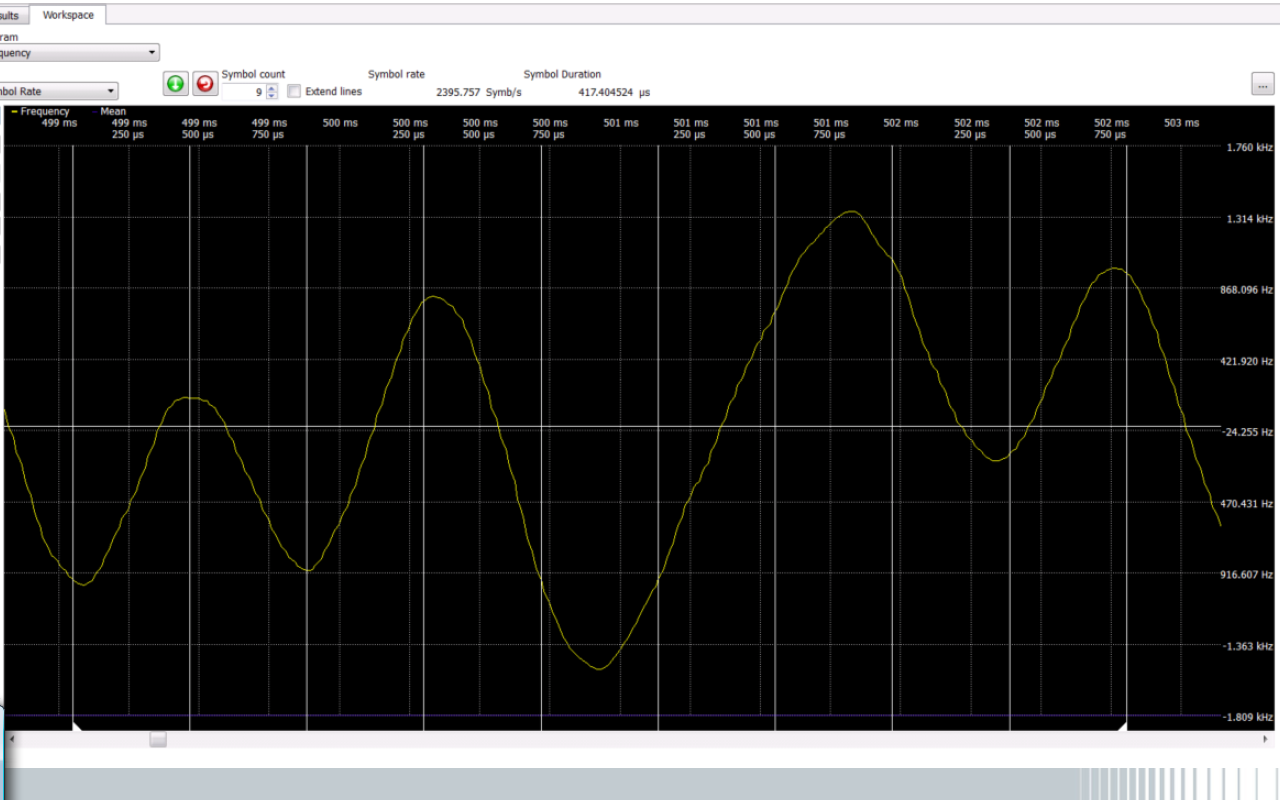 sults Workspace
ram
quency
Symbol count Symbol rate Symbol Duration
bol Rate 9 Extend lines 2395.757 Symb/s 417.404524 µs ...
Frequency Mean
499 ms 499 ms 499 ms 499 ms 500 ms 500 ms 500 ms 500 ms 501 ms 501 ms 501 ms 501 ms 502 ms 502 ms 502 ms 502 ms 503 ms
250 µs 500 µs 750 µs 250 µs 500 µs 750 µs 250 µs 500 µs 750 µs 250 µs 500 µs 750 µs
1.760 kHz
1.314 kHz
868.096 Hz
421.920 Hz
-24.255 Hz
470.431 Hz
916.607 Hz
-1.363 kHz
-1.809 kHz